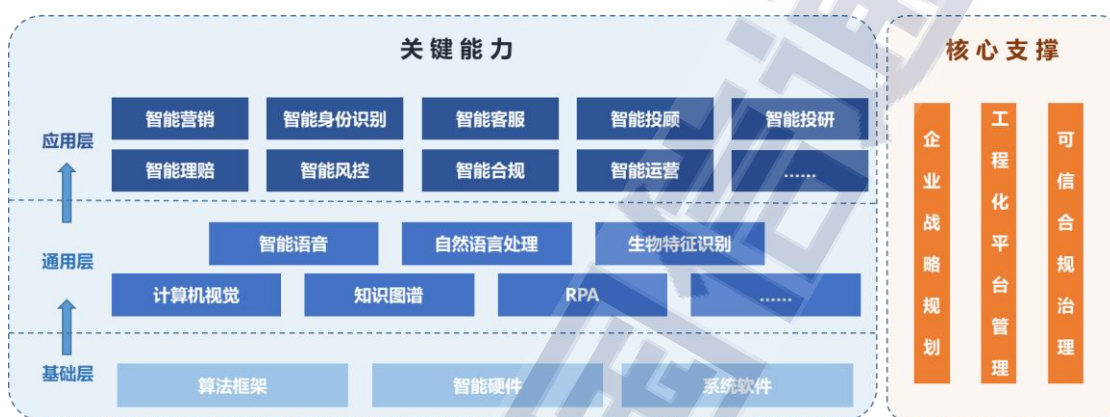 关键能力
应用层
智能营销 智能身份识别 智能客服 智能投顾 智能投研
智能理赔 智能风控 智能合规 智能运营 ......
通用层
智能语音 自然语言处理 生物特征识别
计算机视觉 知识图谱 RPA ......
基础层
算法框架 智能硬件 系统软件
核心支撑
企业战略规划
工程化平台管理
可信合规治理